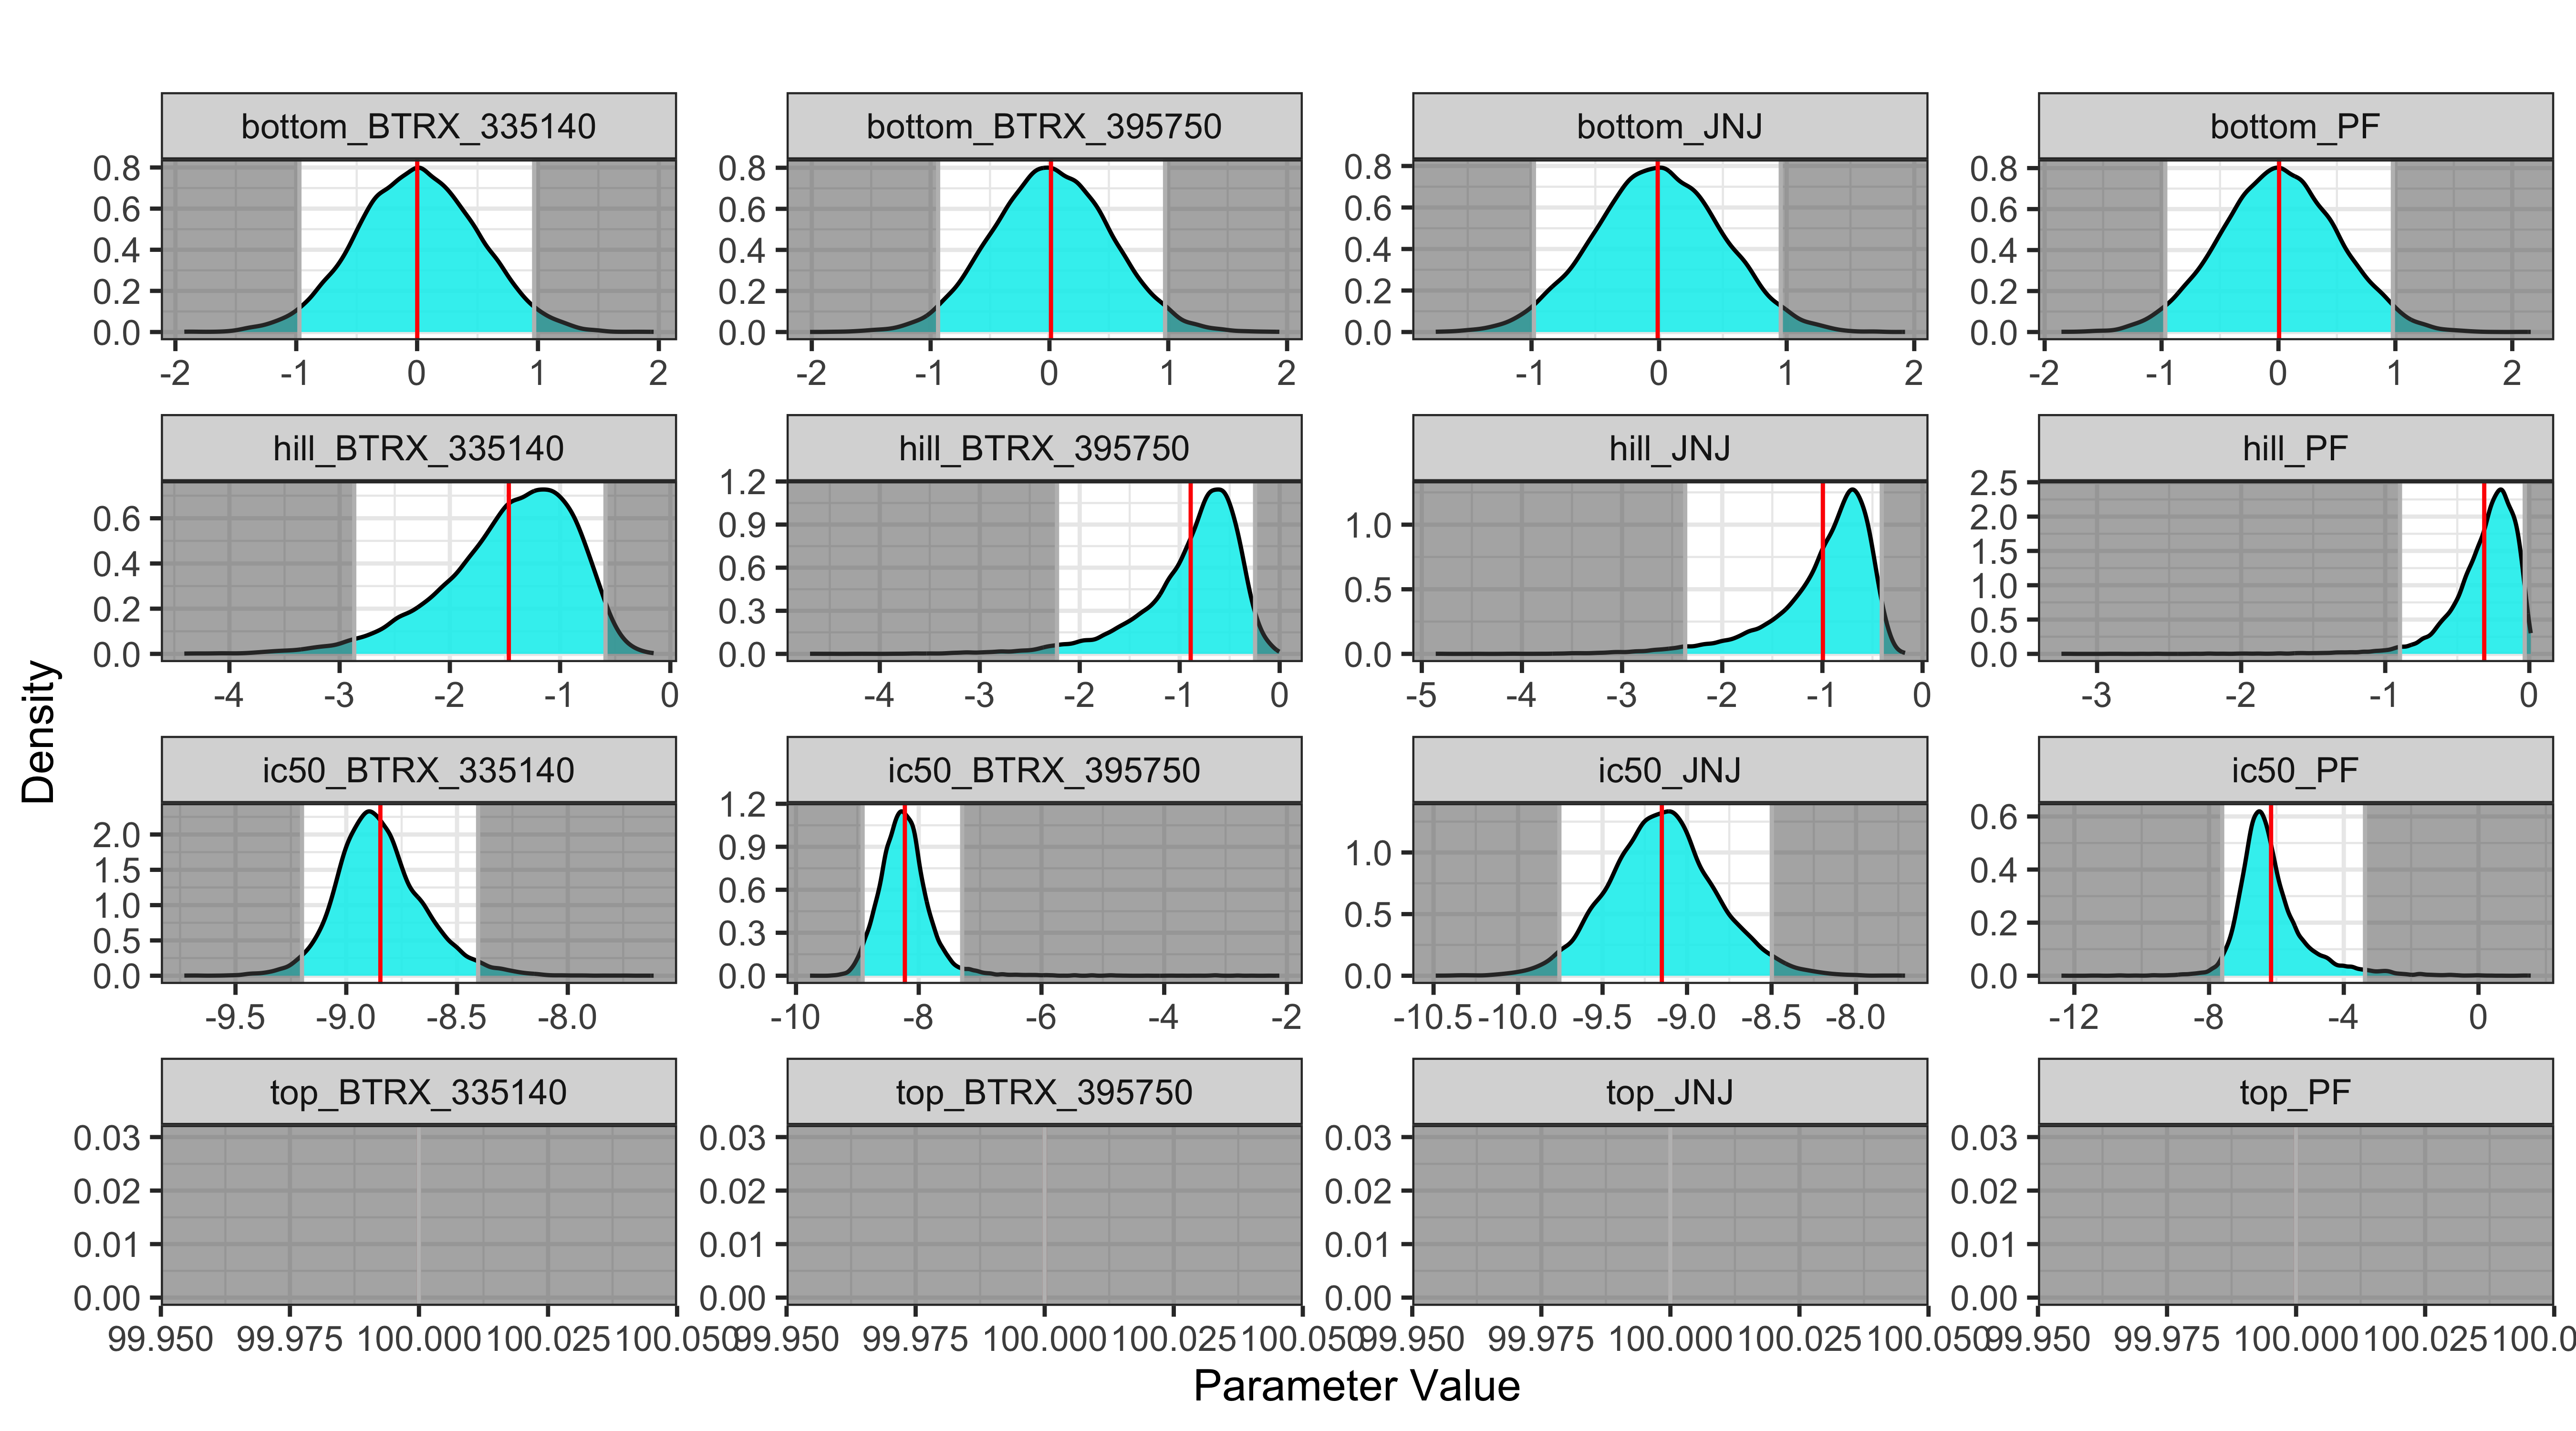 bottom_BTRX_335140 bottom_BTRX_395750 bottom_JNJ bottom_PF
0.8 0.8 0.8 0.8
0.6 0.6 0.6 0.6
0.4 0.4 0.4 0.4
0.2 0.2 0.2 0.2
0.0 0.0 0.0 0.0
-2 -1 0 1 2 -2 -1 0 1 2 -1 0 1 2 -2 -1 0 1 2
hill_BTRX_335140 hill_BTRX_395750 hill_JNJ hill_PF
0.6
0.4
0.2
0.0
1.2
0.9
0.6
0.3
0.0
1.0
0.5
0.0
2.5
2.0
1.5
1.0
0.5
0.0
-4 -3 -2 -1 0 -4 -3 -2 -1 0 -5 -4 -3 -2 -1 0 -3 -2 -1 0
Density
ic50_BTRX_335140 ic50_BTRX_395750 ic50_JNJ ic50_PF
2.0
1.5
1.0
0.5
0.0
1.2
0.9
0.6
0.3
0.0
1.0
0.5
0.0
0.6
0.4
0.2
0.0
-9.5 -9.0 -8.5 -8.0 -10 -8 -6 -4 -2 -10.5 -10.0 -9.5 -9.0 -8.5 -8.0 -12 -8 -4 0
top_BTRX_335140 top_BTRX_395750 top_JNJ top_PF
0.03 0.03 0.03 0.03
0.02 0.02 0.02 0.02
0.01 0.01 0.01 0.01
0.00 0.00 0.00 0.00
99.950 99.975 100.000 100.025 100.050 99.950 99.975 100.000 100.025 100.050 99.950 99.975 100.000 100.025 100.050 99.950 99.975 100.000 100.025 100.0
Parameter Value